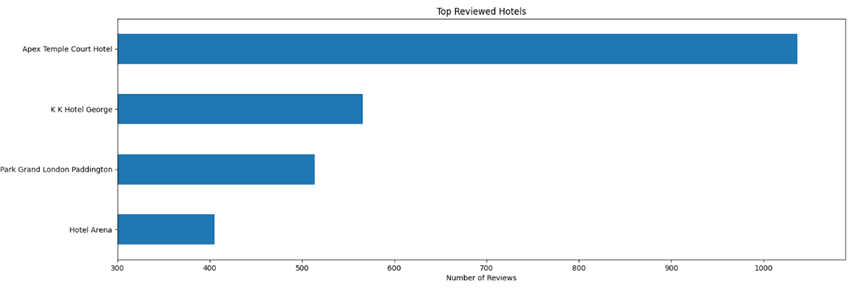 Top Reviewed Hotels
Apex Temple Court Hotel
K K Hotel George
Park Grand London Paddington
Hotel Arena
300 400 500 600 700 800 900 1000
Number of Reviews